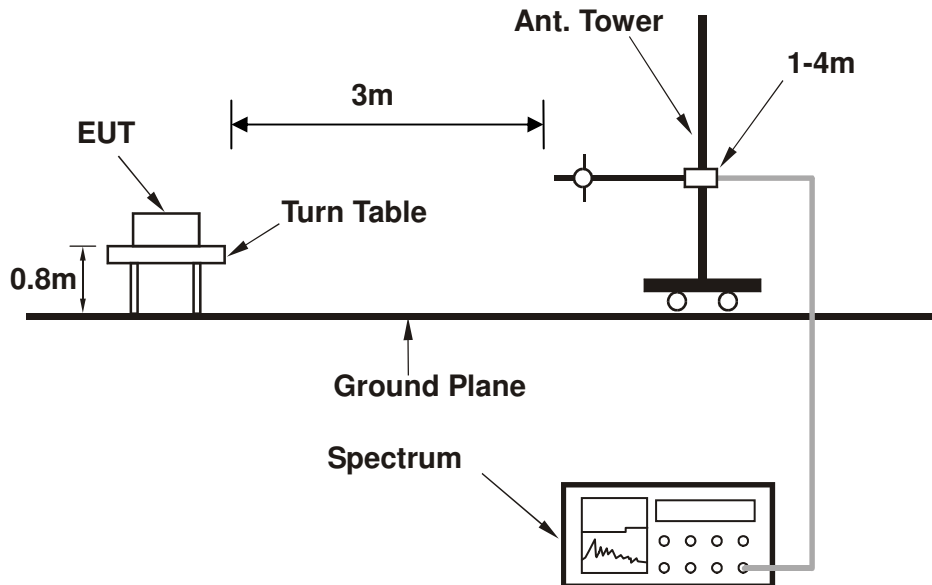 Ant. Tower
1-4m
3m
EUT
Turn Table
0.8m
Ground Plane
Spectrum